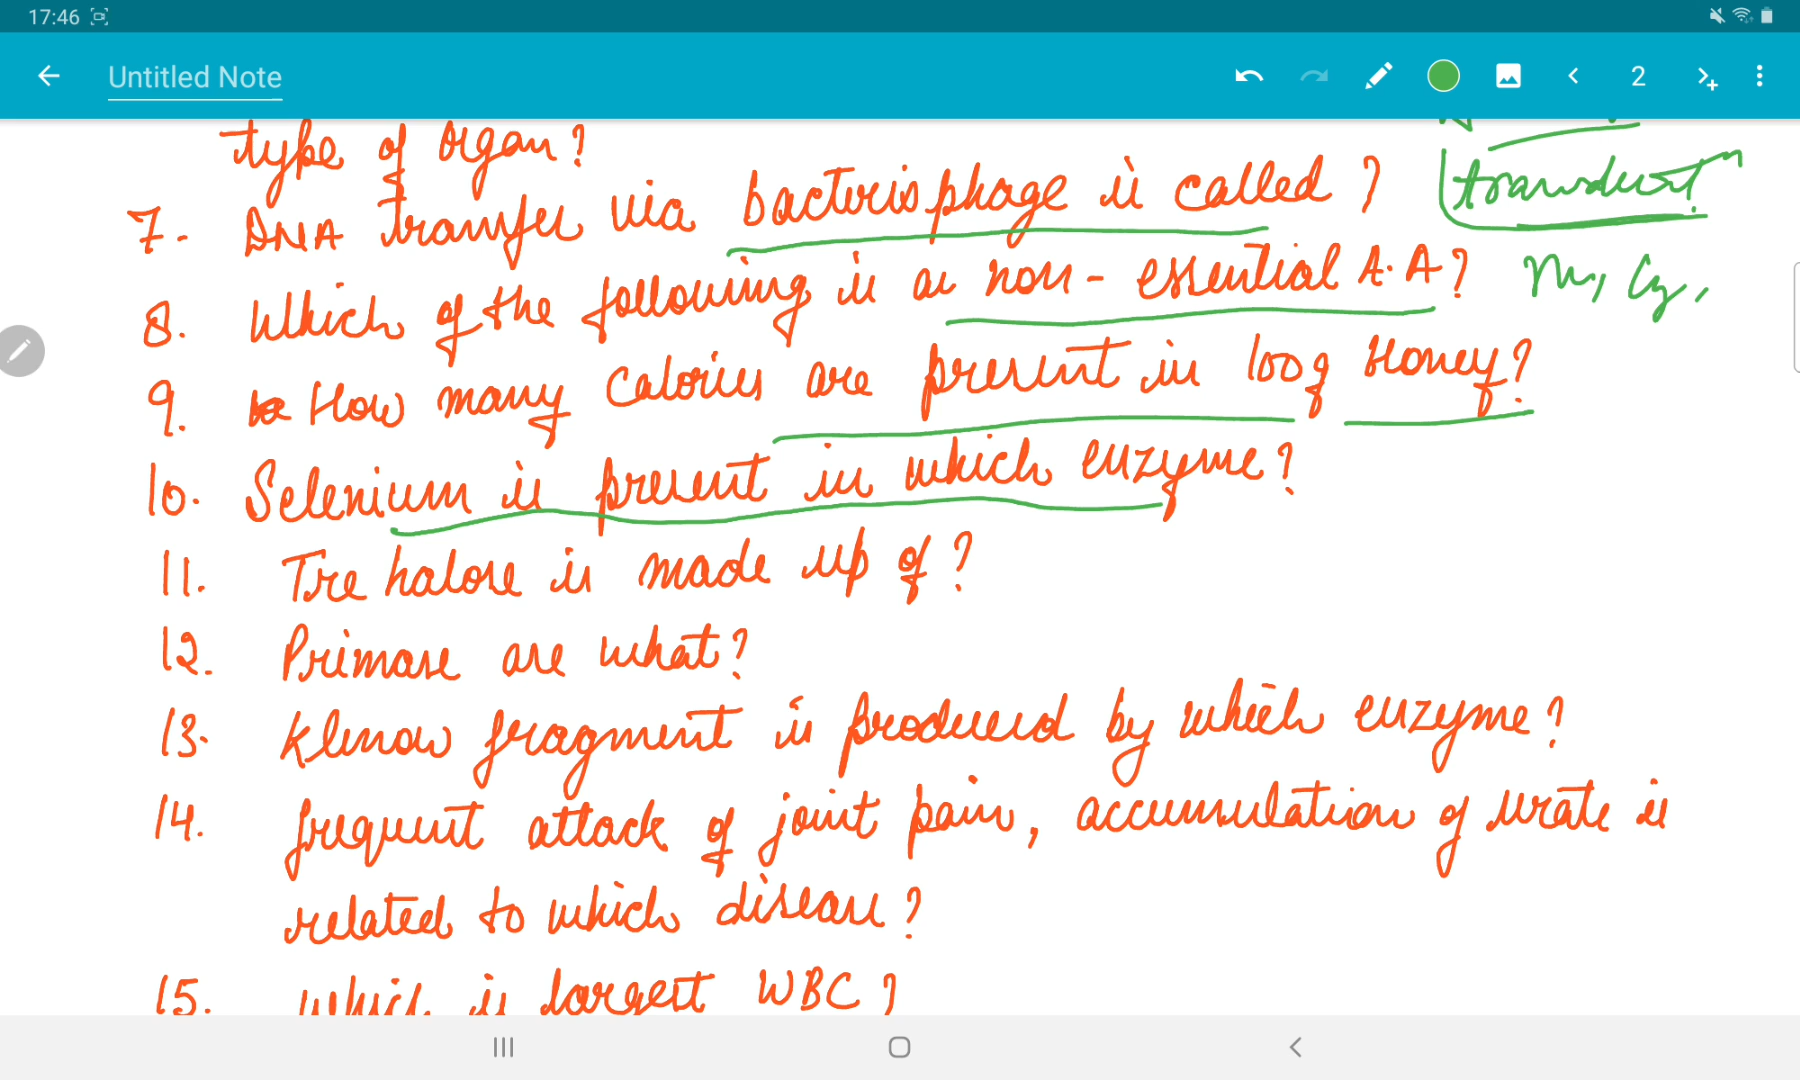 17:46
Untitled Note
2
type of organ?
7. DNA Transfer via bacteriophage is called? transduct
8. Which of the following is a non-essential A.A?
9. How many Calories are present in 100g Honey?
10. Selenium is present in which enzyme?
11. Trehalose is made up of?
12. Primase are what?
13. Klenow fragment is produced by which enzyme?
14. frequent attack of joint pain, accumulation of urate is
related to which disease?
15. which is largest WBC?